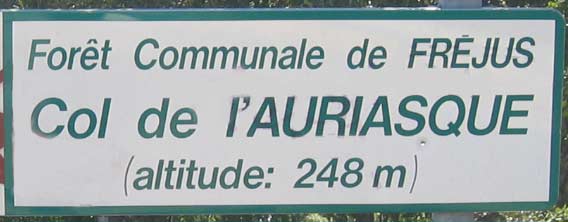 Forêt Communale de FRÉJUS
Col de l'AURIASQUE
(altitude: 248 m)